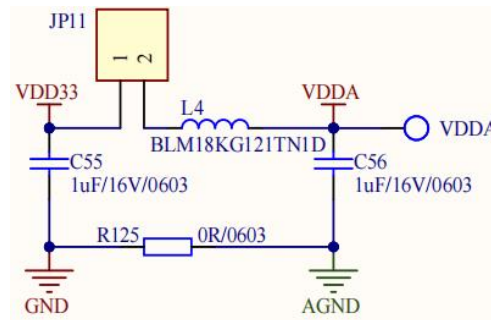 JP11
1
2
VDD33
L4
VDDA
BLM18KG121TN1D
VDDA
C55
1uF/16V/0603
C56
1uF/16V/0603
R125
0R/0603
GND
AGND